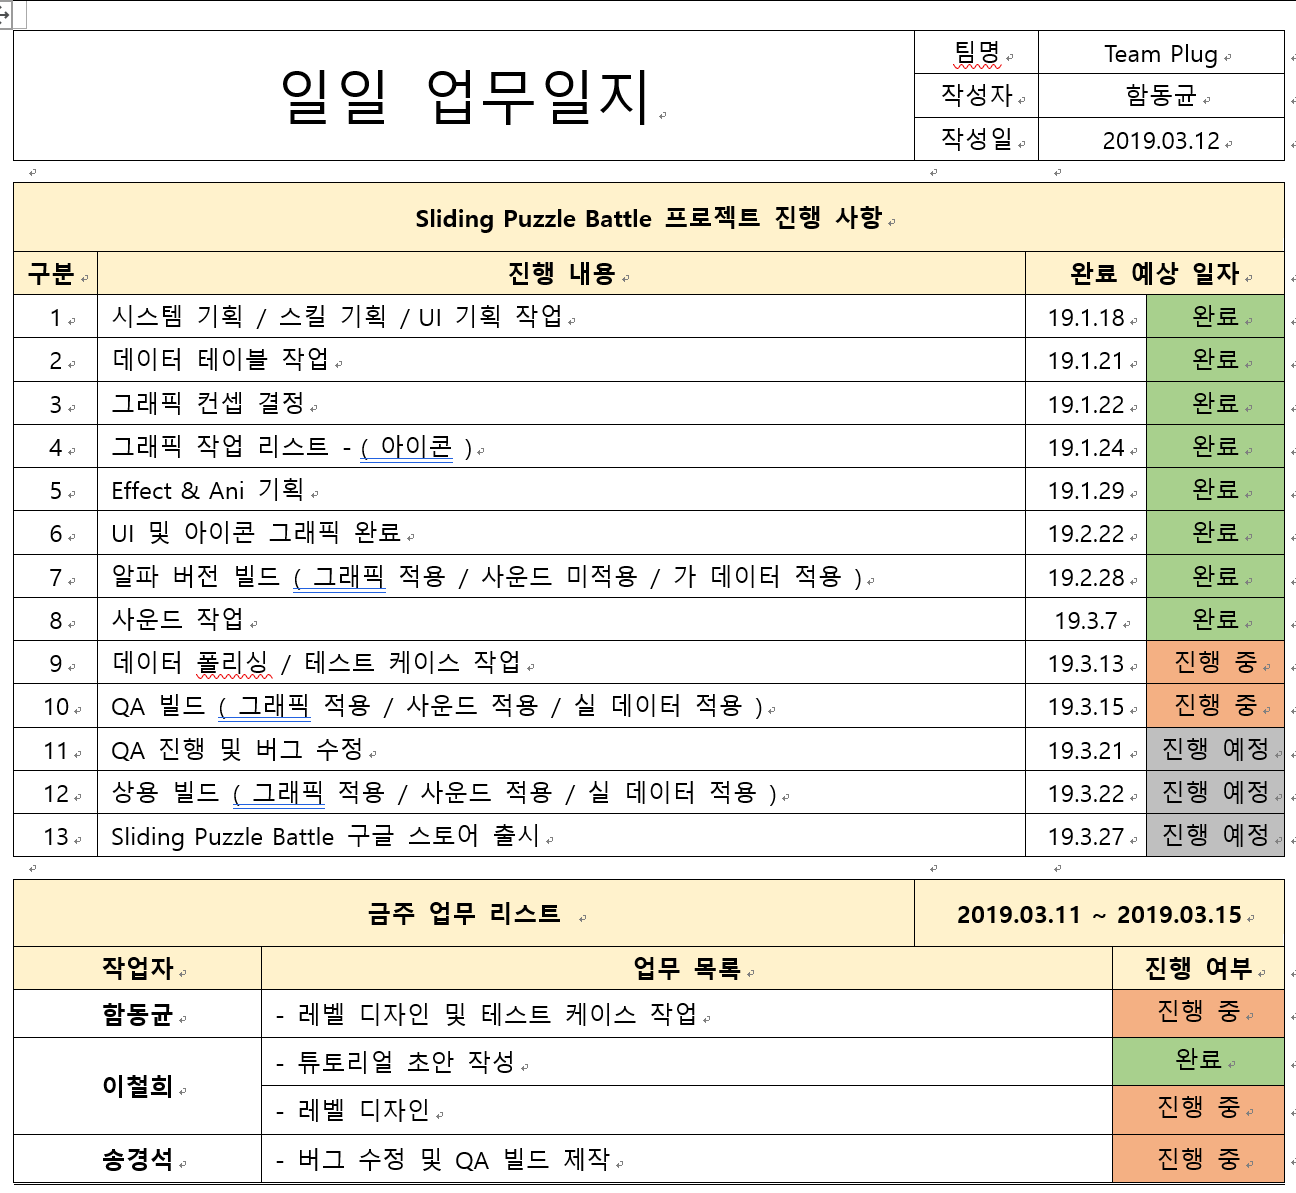 일일 업무일지
팀명 Team Plug
작성자 함동균
작성일 2019.03.12
Sliding Puzzle Battle 프로젝트 진행 사항
구분 진행 내용 완료 예상 일자
1 시스템 기획 / 스킬 기획 / UI 기획 작업 19.1.18 완료
2 데이터 테이블 작업 19.1.21 완료
3 그래픽 컨셉 결정 19.1.22 완료
4 그래픽 작업 리스트 - ( 아이콘 ) 19.1.24 완료
5 Effect & Ani 기획 19.1.29 완료
6 UI 및 아이콘 그래픽 완료 19.2.22 완료
7 알파 버전 빌드 ( 그래픽 적용 / 사운드 미적용 / 가 데이터 적용 ) 19.2.28 완료
8 사운드 작업 19.3.7 완료
9 데이터 폴리싱 / 테스트 케이스 작업 19.3.13 진행 중
10 QA 빌드 ( 그래픽 적용 / 사운드 적용 / 실 데이터 적용 ) 19.3.15 진행 중
11 QA 진행 및 버그 수정 19.3.21 진행 예정
12 상용 빌드 ( 그래픽 적용 / 사운드 적용 / 실 데이터 적용 ) 19.3.22 진행 예정
13 Sliding Puzzle Battle 구글 스토어 출시 19.3.27 진행 예정
금주 업무 리스트 2019.03.11 ~ 2019.03.15
작업자 업무 목록 진행 여부
함동균 - 레벨 디자인 및 테스트 케이스 작업 진행 중
이철희 - 튜토리얼 초안 작성 완료
- 레벨 디자인 진행 중
송경석 - 버그 수정 및 QA 빌드 제작 진행 중